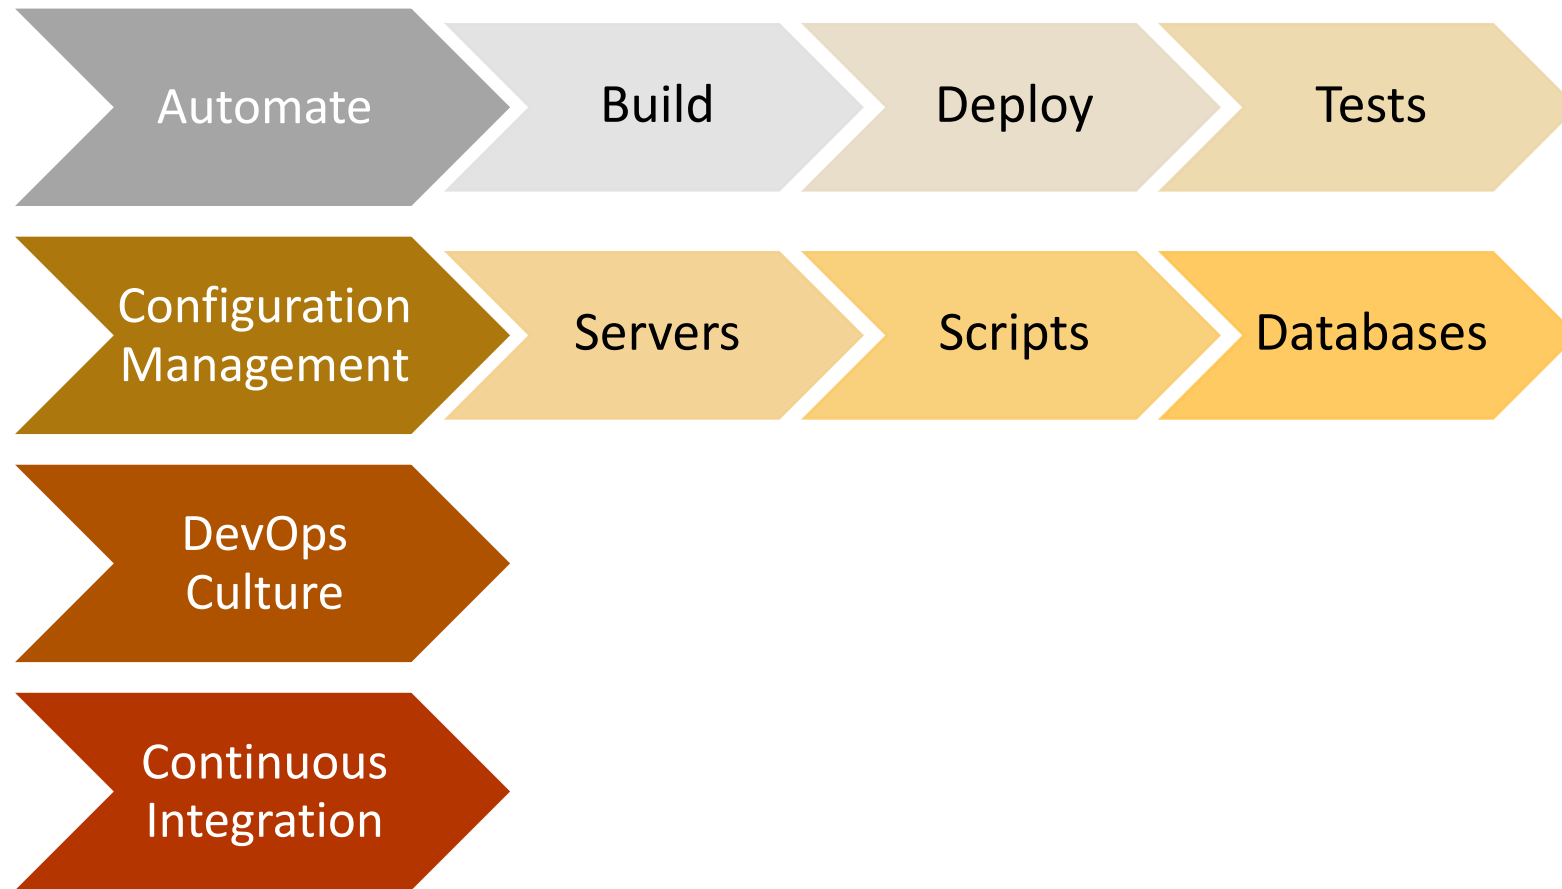 Automate
Build
Deploy
Tests
Configuration
Management
Servers
Scripts
Databases
DevOps
Culture
Continuous
Integration